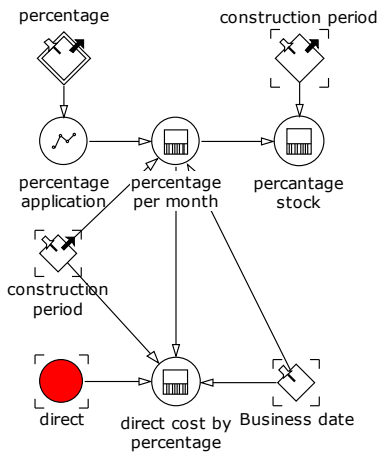 percentage
construction period
percentage
application
percentage
per month
percantage
stock
construction
period
direct
direct cost by
percentage
Business date